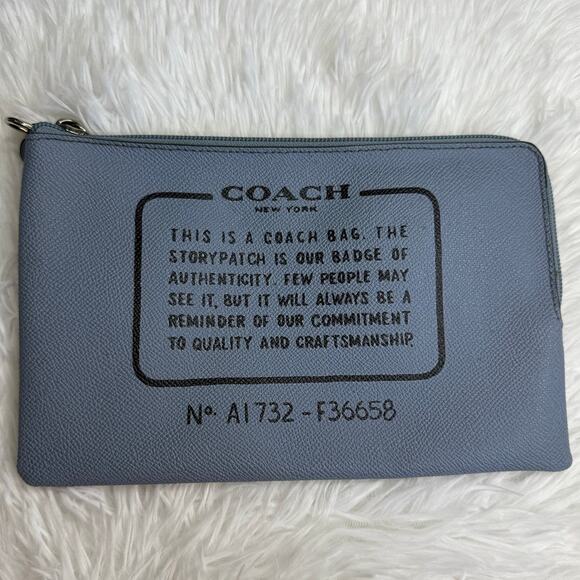 COACH
NEW YORK
THIS IS A COACH BAG. THE
STORYPATCH IS OUR BADGE OF
AUTHENTICITY. FEW PEOPLE MAY
SEE IT, BUT IT WILL ALWAYS BE A
REMINDER OF OUR COMMITMENT
TO QUALITY AND CRAFTSMANSHIP.
Nº A1732 - F36658